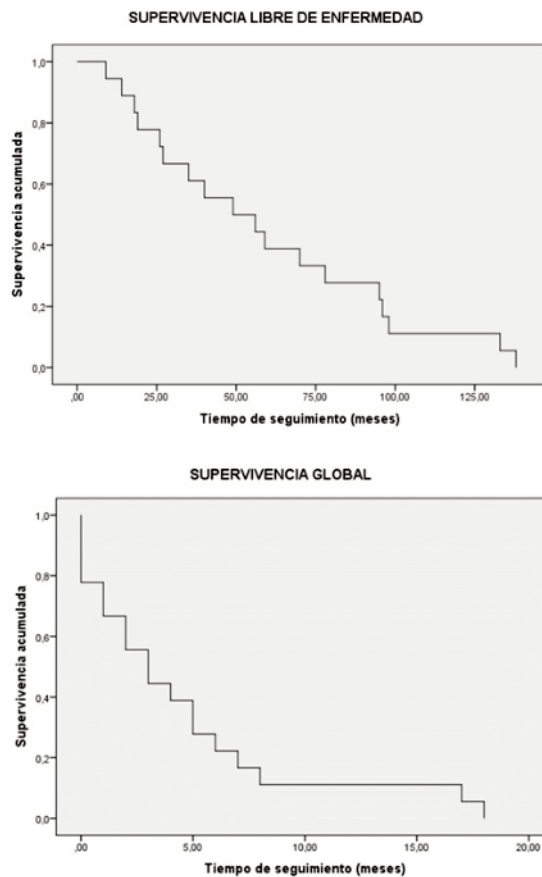 SUPERVIVENCIA LIBRE DE ENFERMEDAD
Supervivencia acumulada
1,0
0,8
0,6
0,4
0,2
0,0
,00 25,00 50,00 75,00 100,00 125,00
Tiempo de seguimiento (meses)
SUPERVIVENCIA GLOBAL
Supervivencia acumulada
1,0
0,8
0,6
0,4
0,2
0,0
,00 5,00 10,00 15,00 20,00
Tiempo de seguimiento (meses)